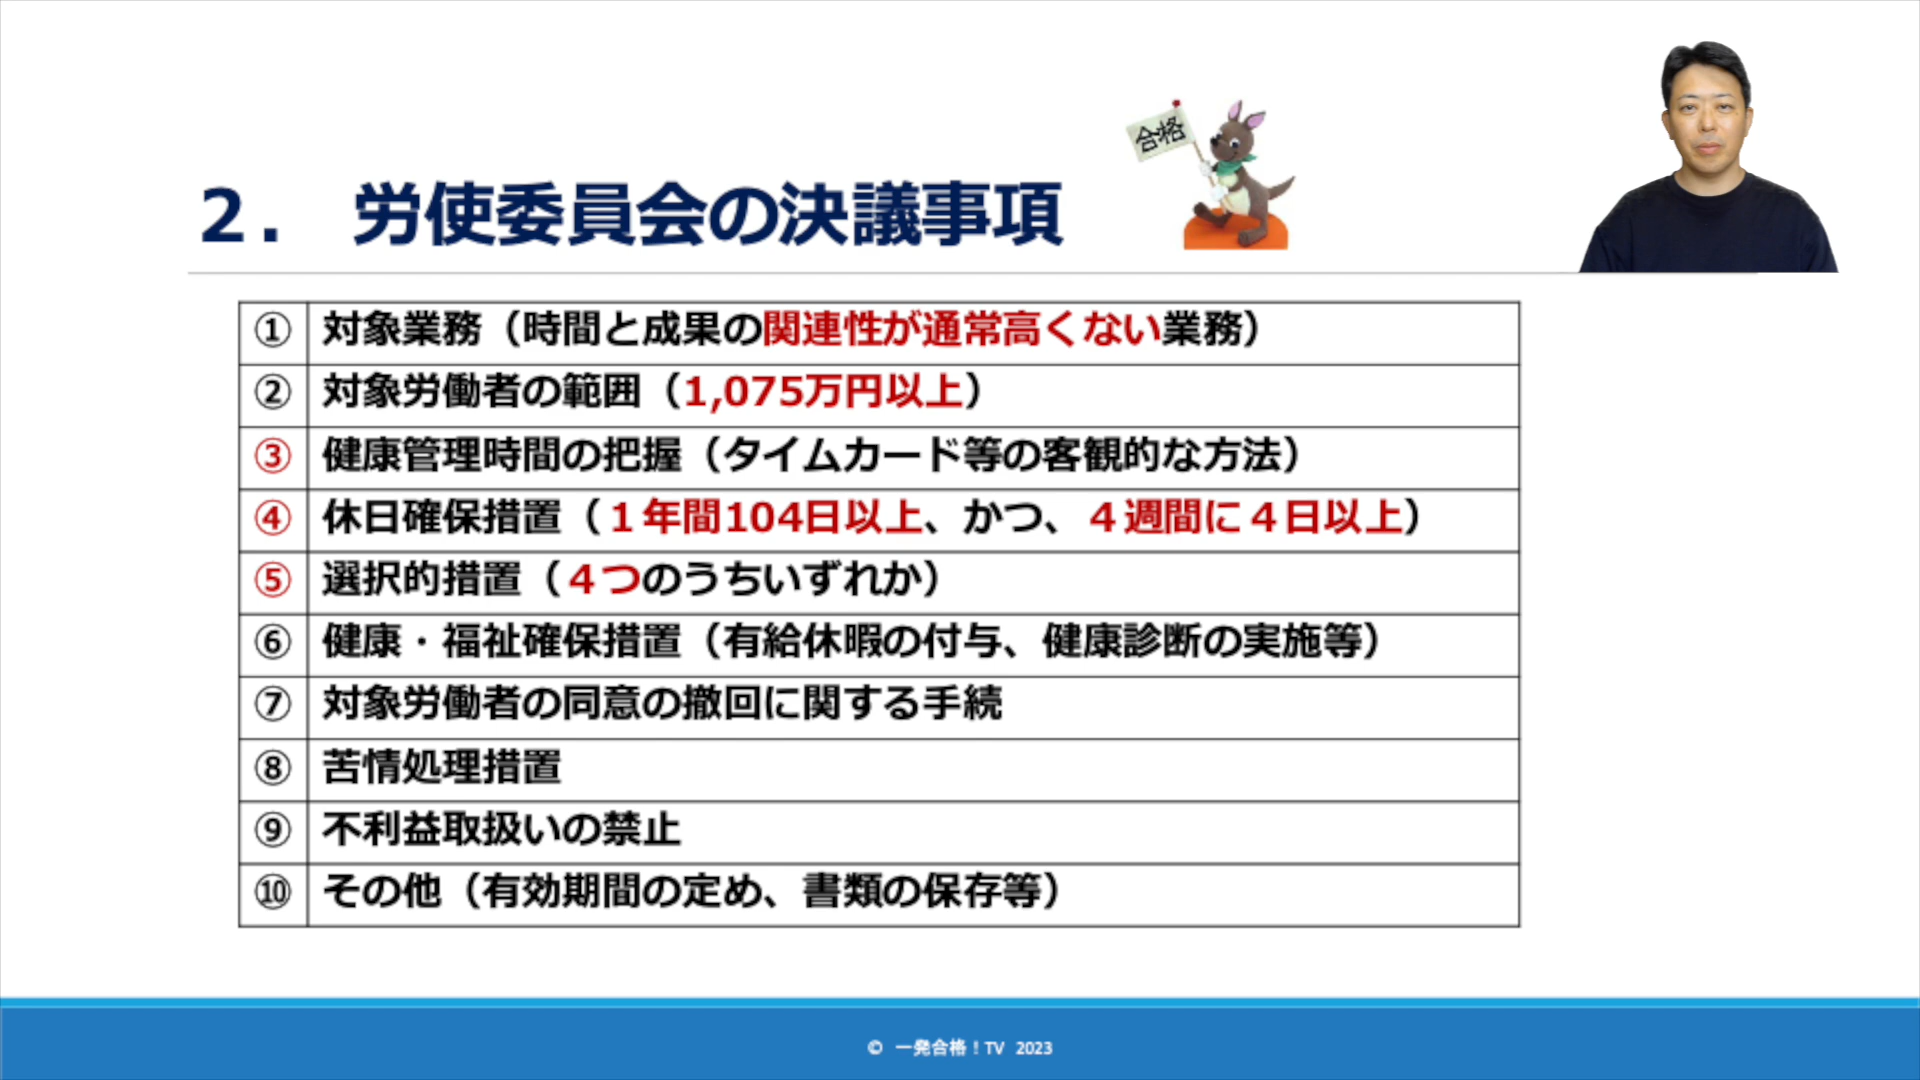 合格
２． 労使委員会の決議事項
① 対象業務（時間と成果の関連性が通常高くない業務）
② 対象労働者の範囲（1,075万円以上）
③ 健康管理時間の把握（タイムカード等の客観的な方法）
④ 休日確保措置（１年間104日以上、かつ、４週間に４日以上）
⑤ 選択的措置（４つのうちいずれか）
⑥ 健康・福祉確保措置（有給休暇の付与、健康診断の実施等）
⑦ 対象労働者の同意の撤回に関する手続
⑧ 苦情処理措置
⑨ 不利益取扱いの禁止
⑩ その他（有効期間の定め、書類の保存等）
© 一発合格！TV 2023